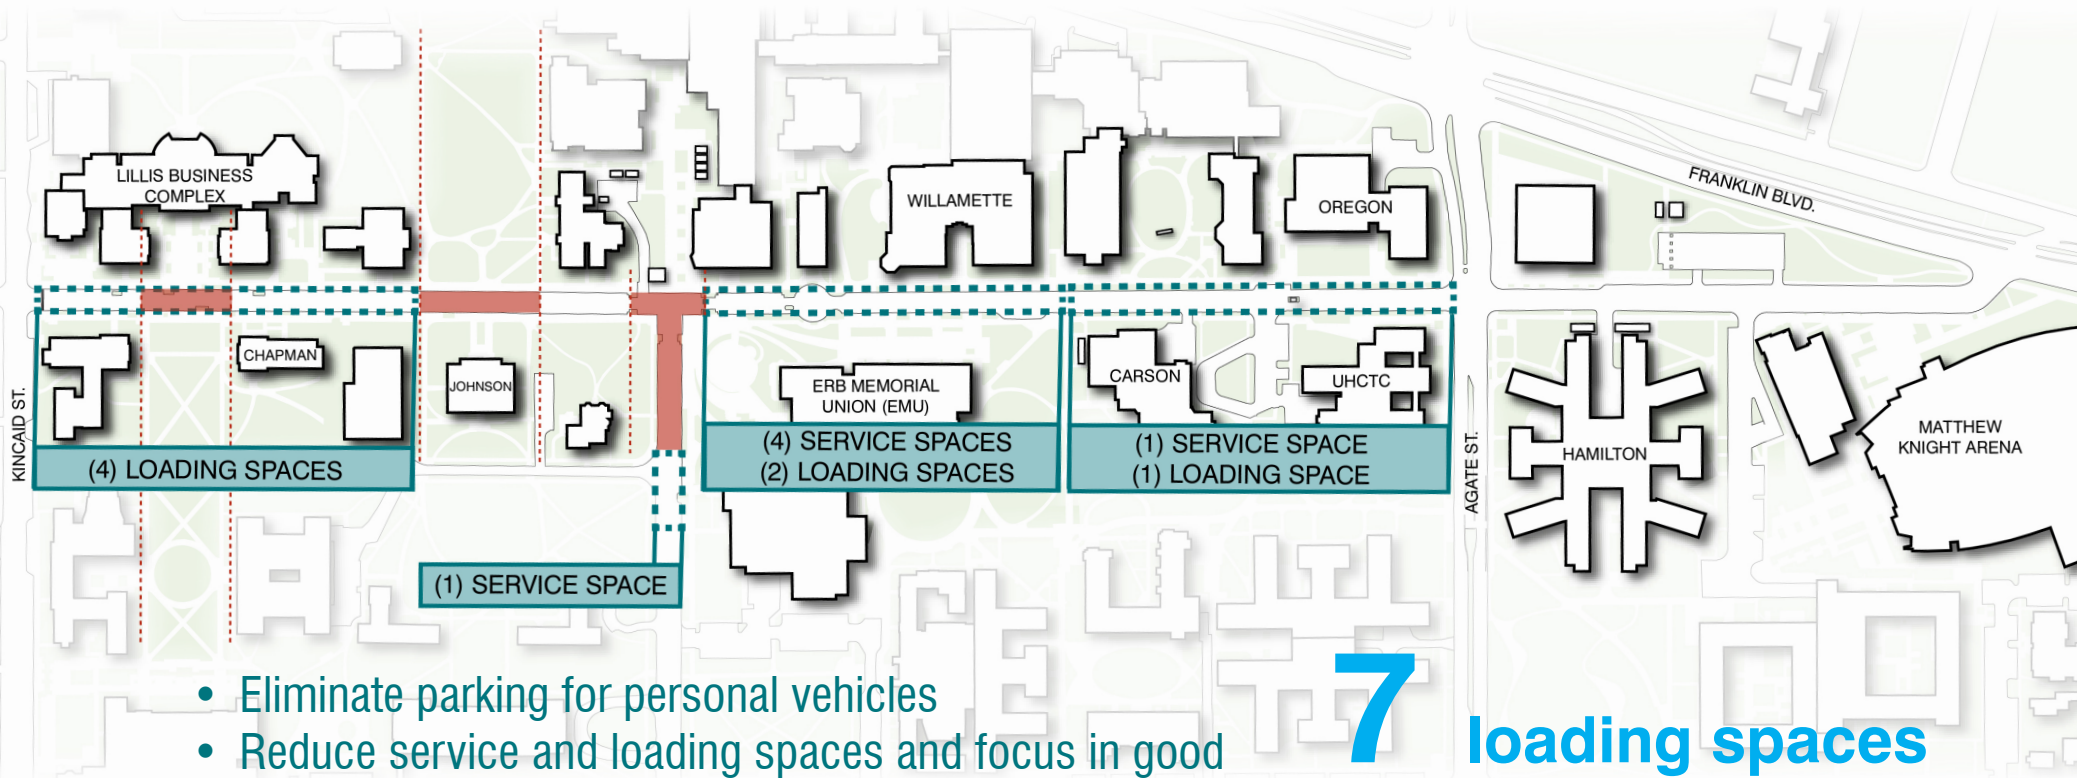 LILLIS BUSINESS
COMPLEX
WILLAMETTE
OREGON
FRANKLIN BLVD.
KINCAID ST.
CHAPMAN
JOHNSON
ERB MEMORIAL
UNION (EMU)
CARSON
UHCTC
AGATE ST.
HAMILTON
MATTHEW
KNIGHT ARENA
(4) LOADING SPACES
(4) SERVICE SPACES
(2) LOADING SPACES
(1) SERVICE SPACE
(1) LOADING SPACE
(1) SERVICE SPACE
• Eliminate parking for personal vehicles
• Reduce service and loading spaces and focus in good
7 loading spaces